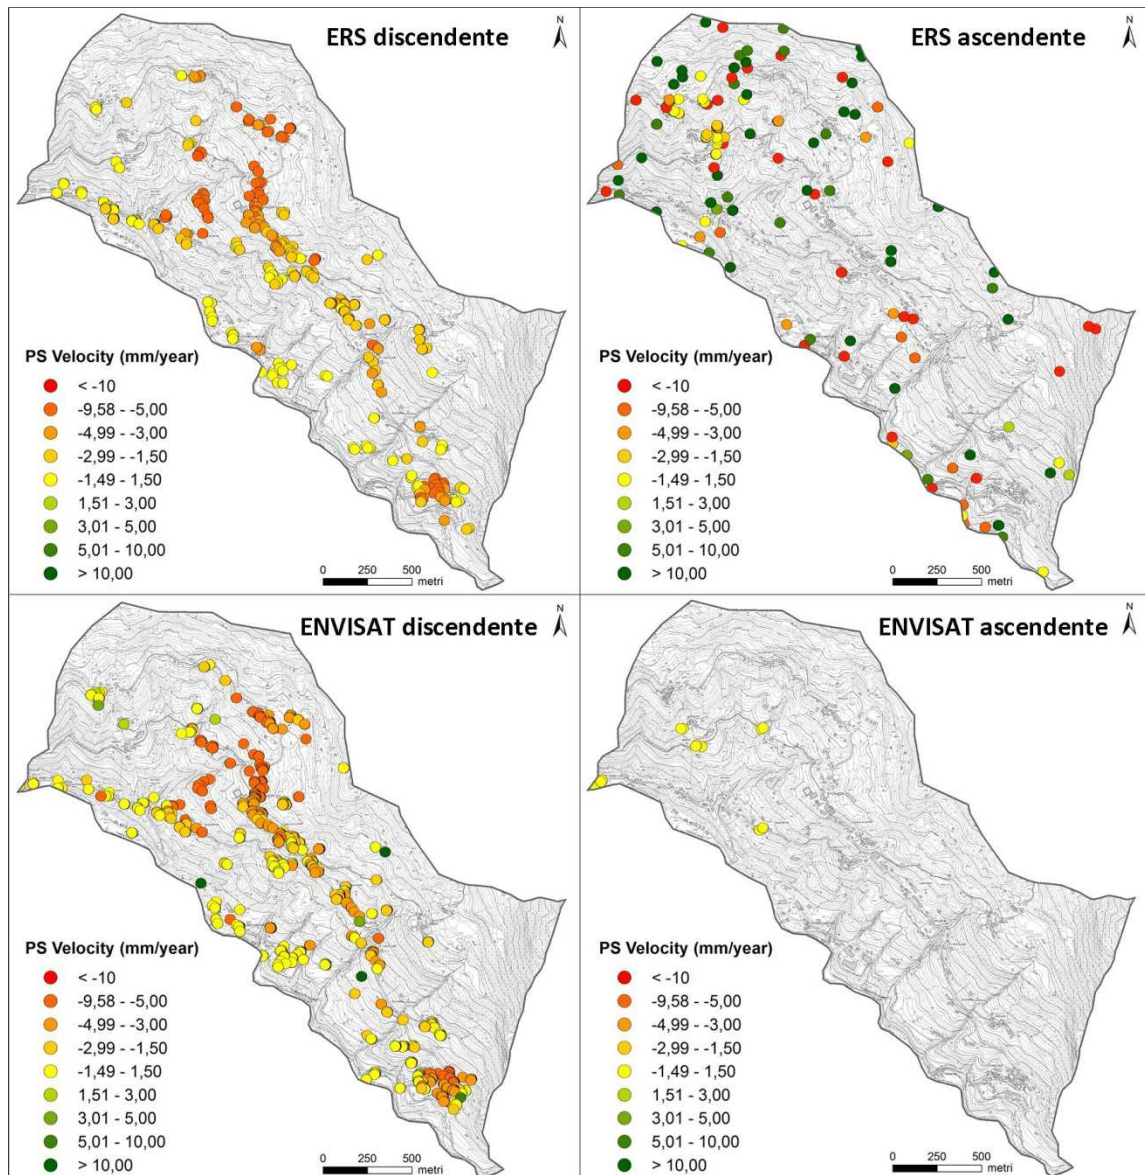 ERS discendente
N
PS Velocity (mm/year)
< -10
-9,58 - -5,00
-4,99 - -3,00
-2,99 - -1,50
-1,49 - 1,50
1,51 - 3,00
3,01 - 5,00
5,01 - 10,00
> 10,00
0 250 500
metri
ERS ascendente
N
PS Velocity (mm/year)
< -10
-9,58 - -5,00
-4,99 - -3,00
-2,99 - -1,50
-1,49 - 1,50
1,51 - 3,00
3,01 - 5,00
5,01 - 10,00
> 10,00
0 250 500
metri
ENVISAT discendente
N
PS Velocity (mm/year)
< -10
-9,58 - -5,00
-4,99 - -3,00
-2,99 - -1,50
-1,49 - 1,50
1,51 - 3,00
3,01 - 5,00
5,01 - 10,00
> 10,00
0 250 500
metri
ENVISAT ascendente
N
PS Velocity (mm/year)
< -10
-9,58 - -5,00
-4,99 - -3,00
-2,99 - -1,50
-1,49 - 1,50
1,51 - 3,00
3,01 - 5,00
5,01 - 10,00
> 10,00
0 250 500
metri